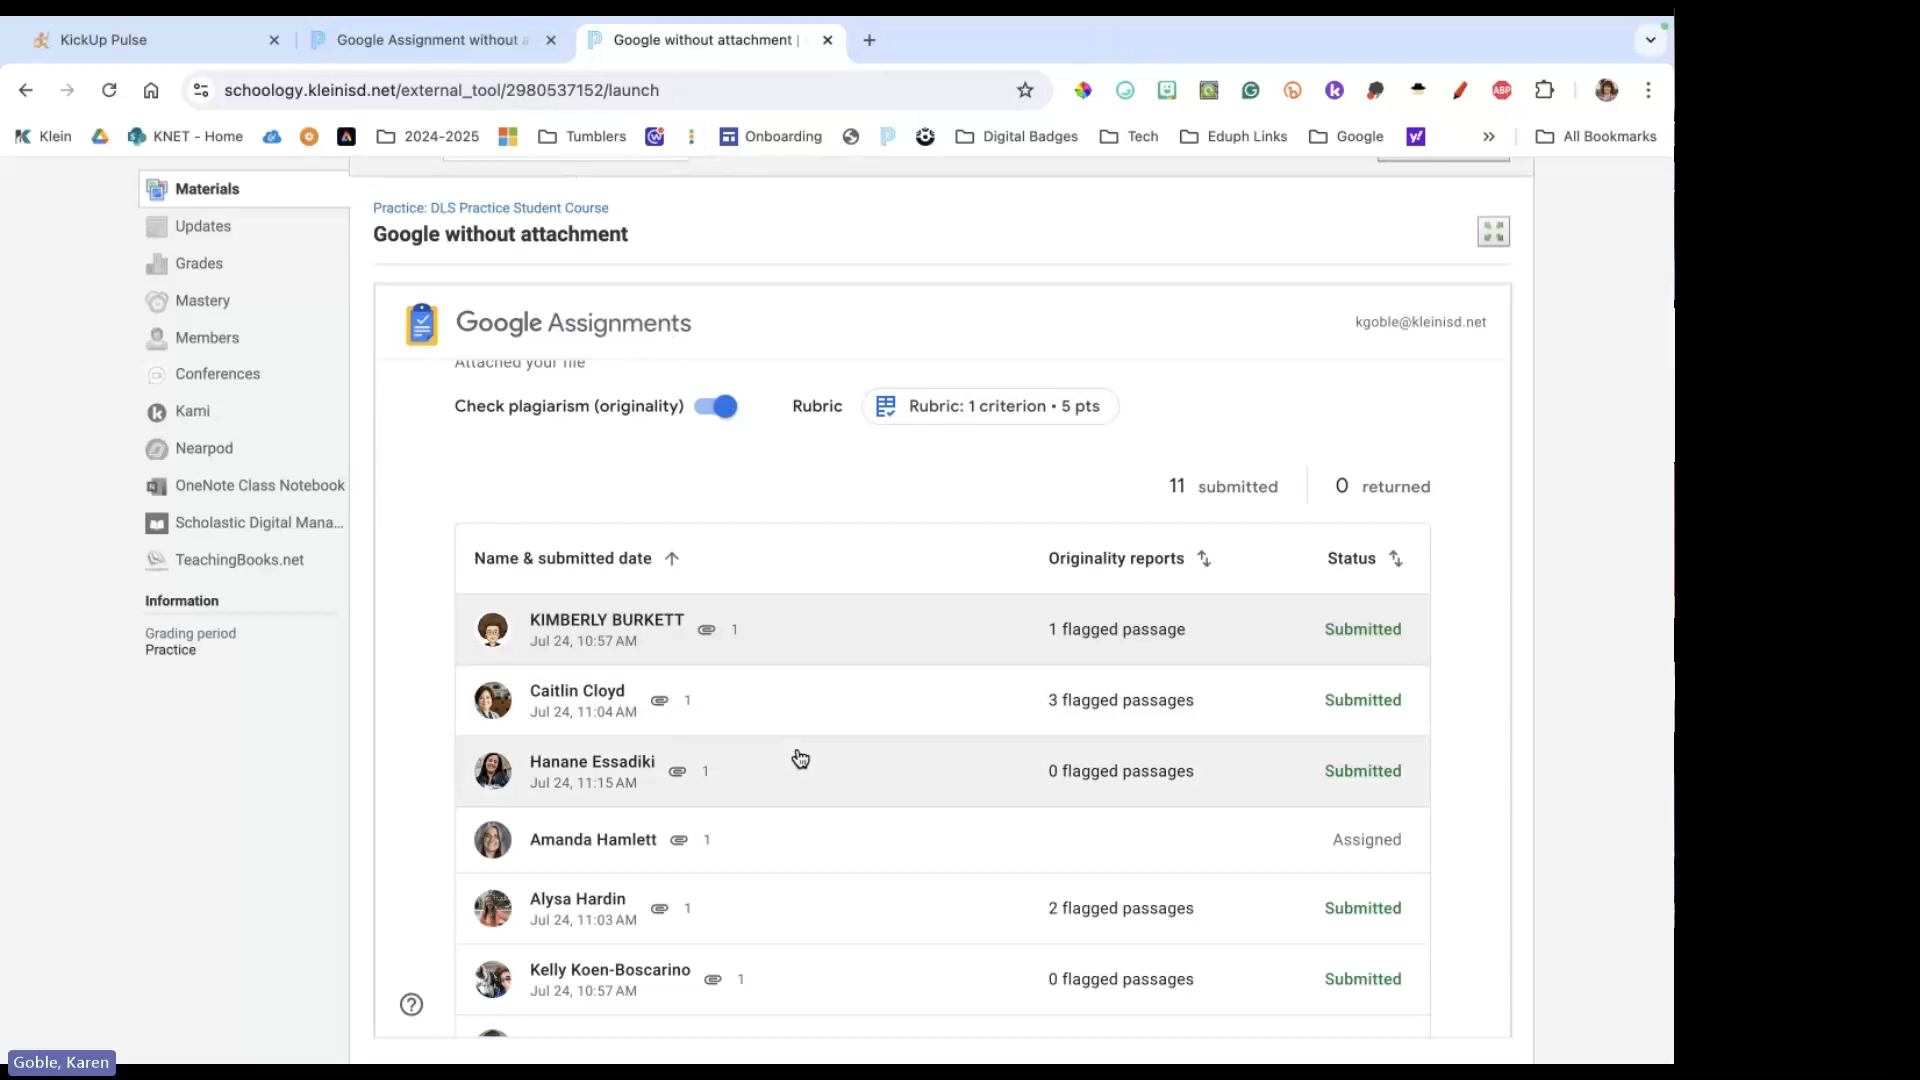 KickUp Pulse
Google Assignment without a
Google without attachment |
schoology.kleinisd.net/external_tool/2980537152/launch
ABP
Klein
KNET - Home
2024-2025
Tumblers
Onboarding
Digital Badges
Tech
Eduph Links
Google
y!
»
All Bookmarks
Materials
Updates
Grades
Mastery
Members
Conferences
Kami
Nearpod
OneNote Class Notebook
Scholastic Digital Mana...
TeachingBooks.net
Information
Grading period
Practice
Practice: DLS Practice Student Course
Google without attachment
Google Assignments
kgoble@kleinisd.net
Attached your file
Check plagiarism (originality)
Rubric
Rubric: 1 criterion • 5 pts
11 submitted
0 returned
Name & submitted date
Originality reports
Status
KIMBERLY BURKETT
Jul 24, 10:57 AM
1
1 flagged passage
Submitted
Caitlin Cloyd
Jul 24, 11:04 AM
1
3 flagged passages
Submitted
Hanane Essadiki
Jul 24, 11:15 AM
1
0 flagged passages
Submitted
Amanda Hamlett
1
Assigned
Alysa Hardin
Jul 24, 11:03 AM
1
2 flagged passages
Submitted
Kelly Koen-Boscarino
Jul 24, 10:57 AM
1
0 flagged passages
Submitted
Goble, Karen